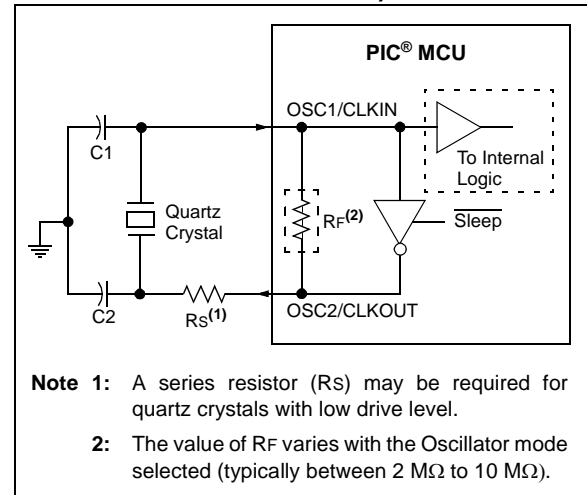 PIC® MCU
OSC1/CLKIN
C1
To Internal
Logic
Quartz
Crystal
RF(2)
Sleep
C2
RS(1)
OSC2/CLKOUT
Note 1: A series resistor (RS) may be required for
quartz crystals with low drive level.
2: The value of RF varies with the Oscillator mode
selected (typically between 2 MΩ to 10 MΩ).